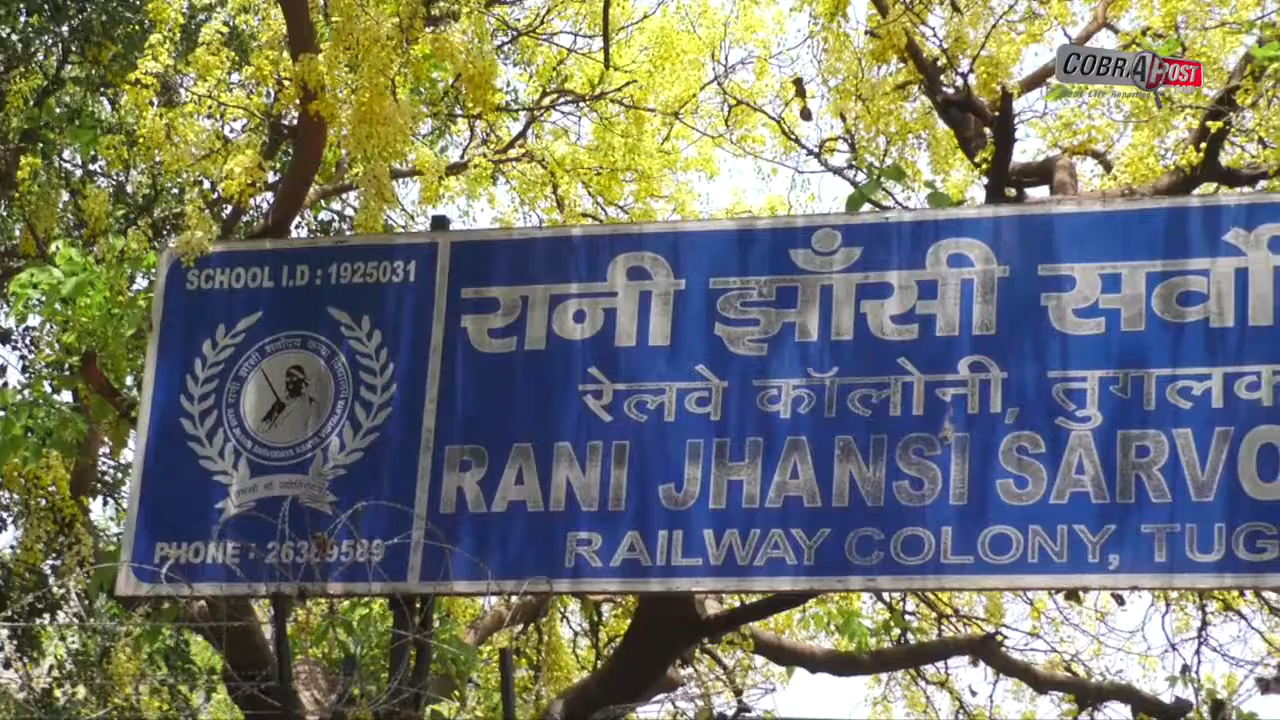 COBRAPOST
SCHOOL I.D : 1925031
रानी झाँसी सर्वो
रेलवे कॉलोनी, तुगलक
RANI JHANSI SARVO
RAILWAY COLONY, TUG
PHONE : 26389589